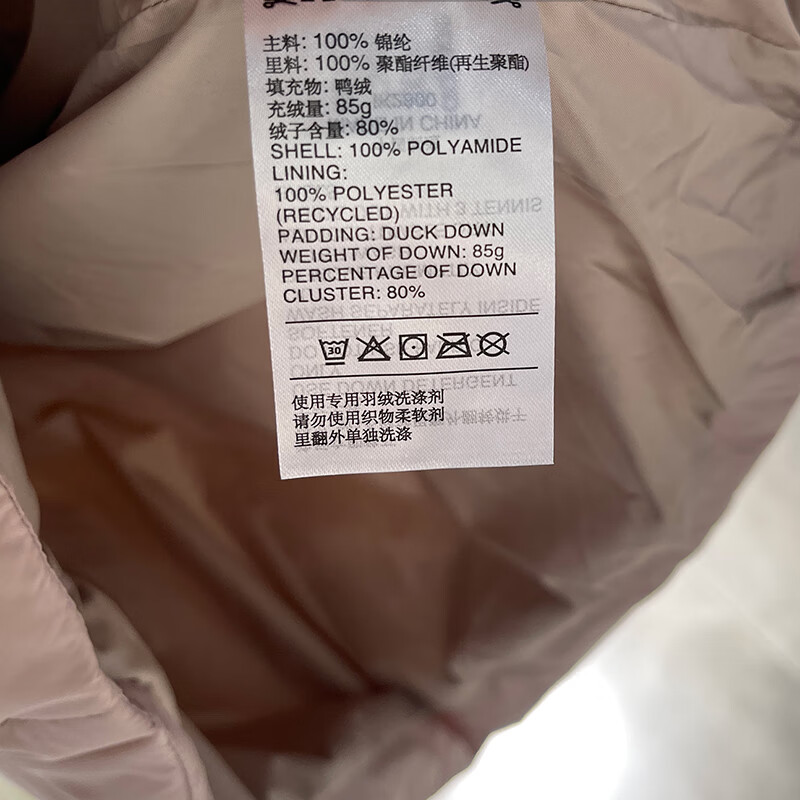 主料: 100% 锦纶
里料: 100% 聚酯纤维(再生聚酯)
填充物: 鸭绒
充绒量: 85g
绒子含量: 80%
SHELL: 100% POLYAMIDE
LINING:
100% POLYESTER
(RECYCLED)
PADDING: DUCK DOWN
WEIGHT OF DOWN: 85g
PERCENTAGE OF DOWN
CLUSTER: 80%
30
使用专用羽绒洗涤剂
请勿使用织物柔软剂
里翻外单独洗涤